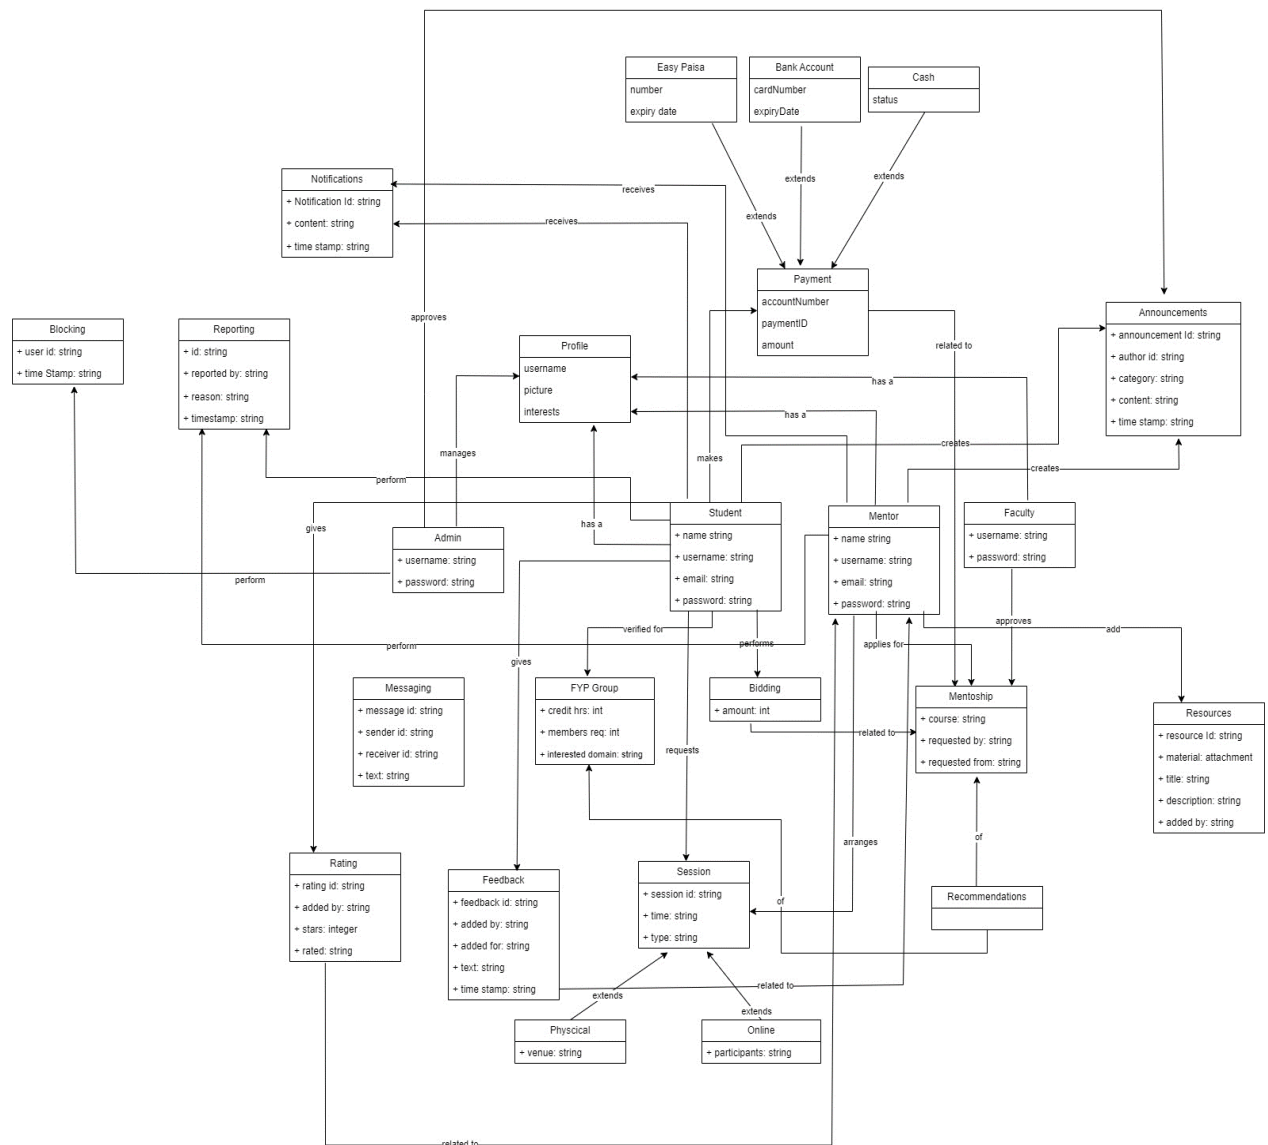 Easy Paisa
number
expiry date
Bank Account
cardNumber
expiryDate
Cash
status
Notifications
+ Notification Id: string
+ content: string
+ time stamp: string
receives
receives
extends
extends
extends
Payment
accountNumber
paymentID
amount
approves
Announcements
+ announcement Id: string
+ author id: string
+ category: string
+ content: string
+ time stamp: string
Blocking
+ user id: string
+ time Stamp: string
Reporting
+ id: string
+ reported by: string
+ reason: string
+ timestamp: string
Profile
username
picture
interests
related to
has a
has a
manages
makes
creates
creates
perform
gives
has a
Admin
+ username: string
+ password: string
Student
+ name string
+ username: string
+ email: string
+ password: string
Mentor
+ name string
+ username: string
+ email: string
+ password: string
Faculty
+ username: string
+ password: string
perform
verified for
performs
applies for
approves
add
perform
gives
Messaging
+ message id: string
+ sender id: string
+ receiver id: string
+ text: string
FYP Group
+ credit hrs: int
+ members req: int
+ interested domain: string
Bidding
+ amount: int
Mentoship
+ course: string
+ requested by: string
+ requested from: string
Resources
+ resource Id: string
+ material: attachment
+ title: string
+ description: string
+ added by: string
related to
requests
arranges
of
Rating
+ rating id: string
+ added by: string
+ stars: integer
+ rated: string
Feedback
+ feedback id: string
+ added by: string
+ added for: string
+ text: string
+ time stamp: string
Session
+ session id: string
+ time: string
+ type: string
of
Recommendations
related to
extends
extends
Physcical
+ venue: string
Online
+ participants: string
related to